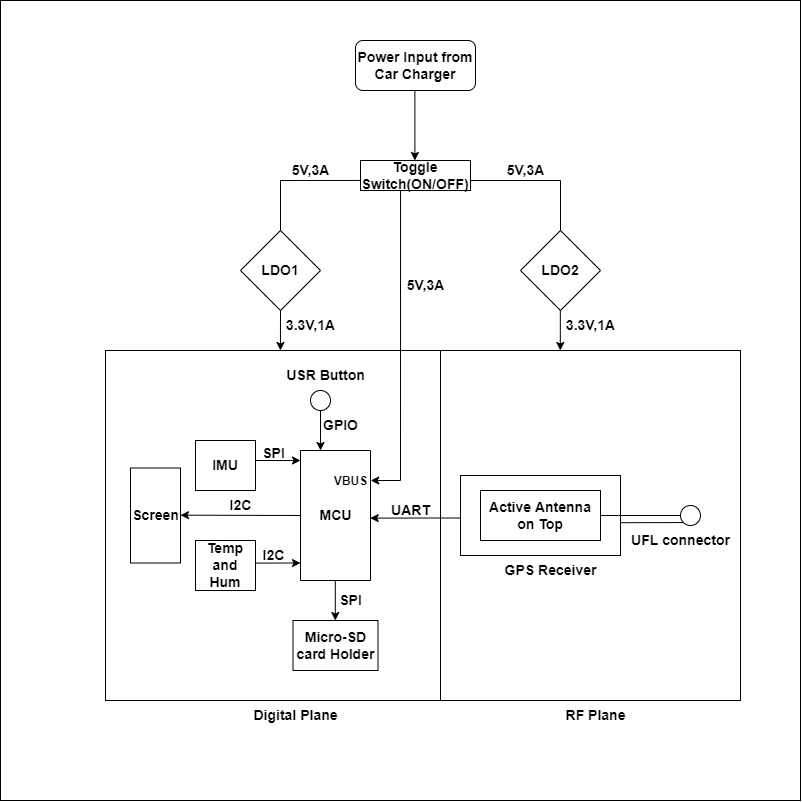 Power Input from
Car Charger
Toggle
Switch(ON/OFF)
5V,3A
5V,3A
LDO1
5V,3A
LDO2
3.3V,1A
3.3V,1A
USR Button
GPIO
IMU
SPI
VBUS
Screen
I2C
MCU
UART
Active Antenna
on Top
UFL connector
GPS Receiver
Temp
and
Hum
I2C
SPI
Micro-SD
card Holder
Digital Plane
RF Plane